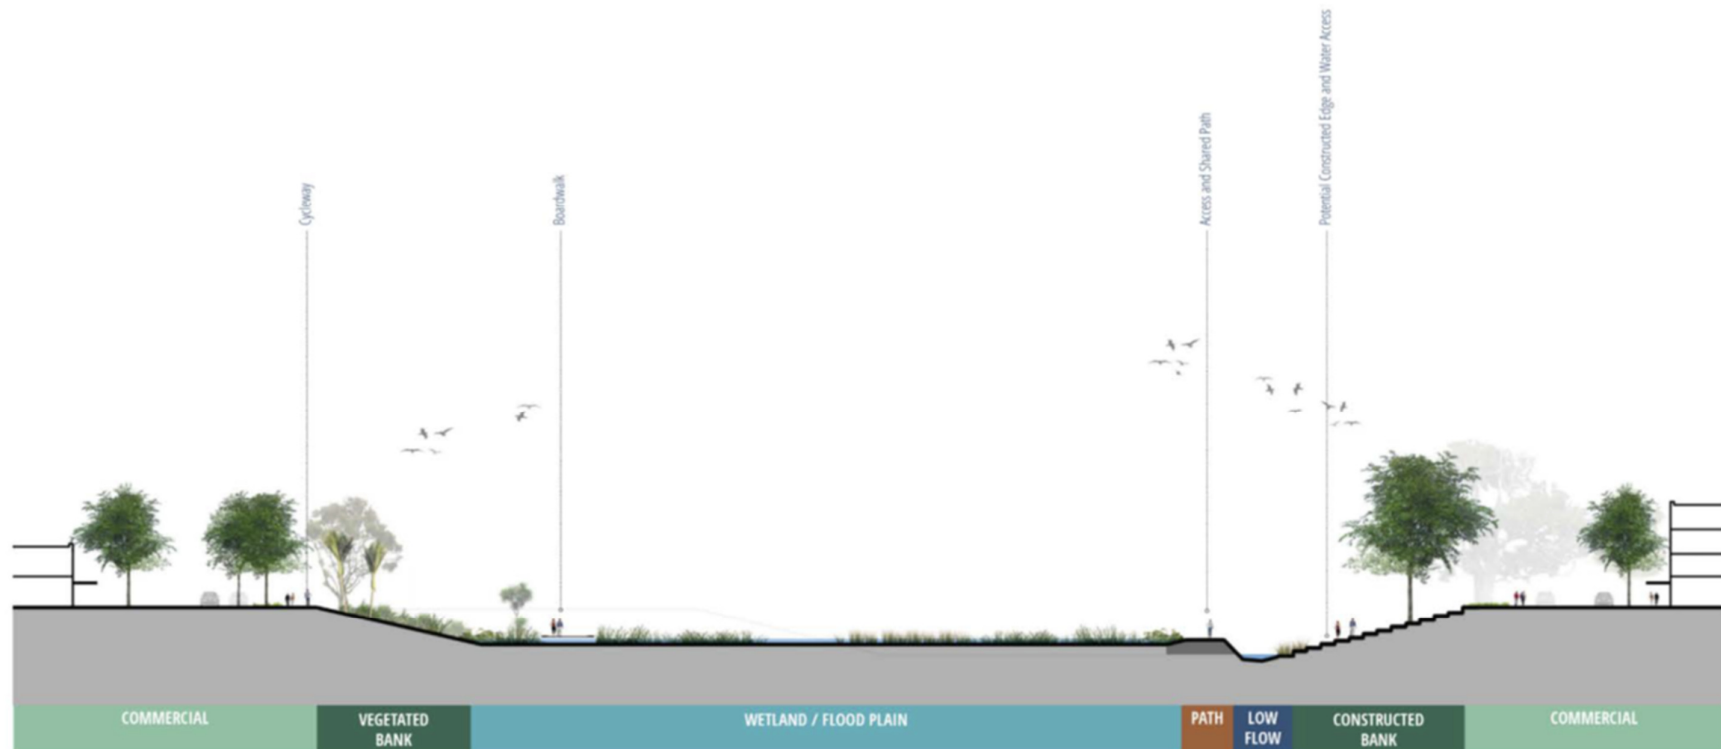 Cycleway
Boardwalk
Access and Shared Path
Potential Constructed Edge and Water Access
COMMERCIAL
VEGETATED
BANK
WETLAND / FLOOD PLAIN
PATH
LOW
FLOW
CONSTRUCTED
BANK
COMMERCIAL